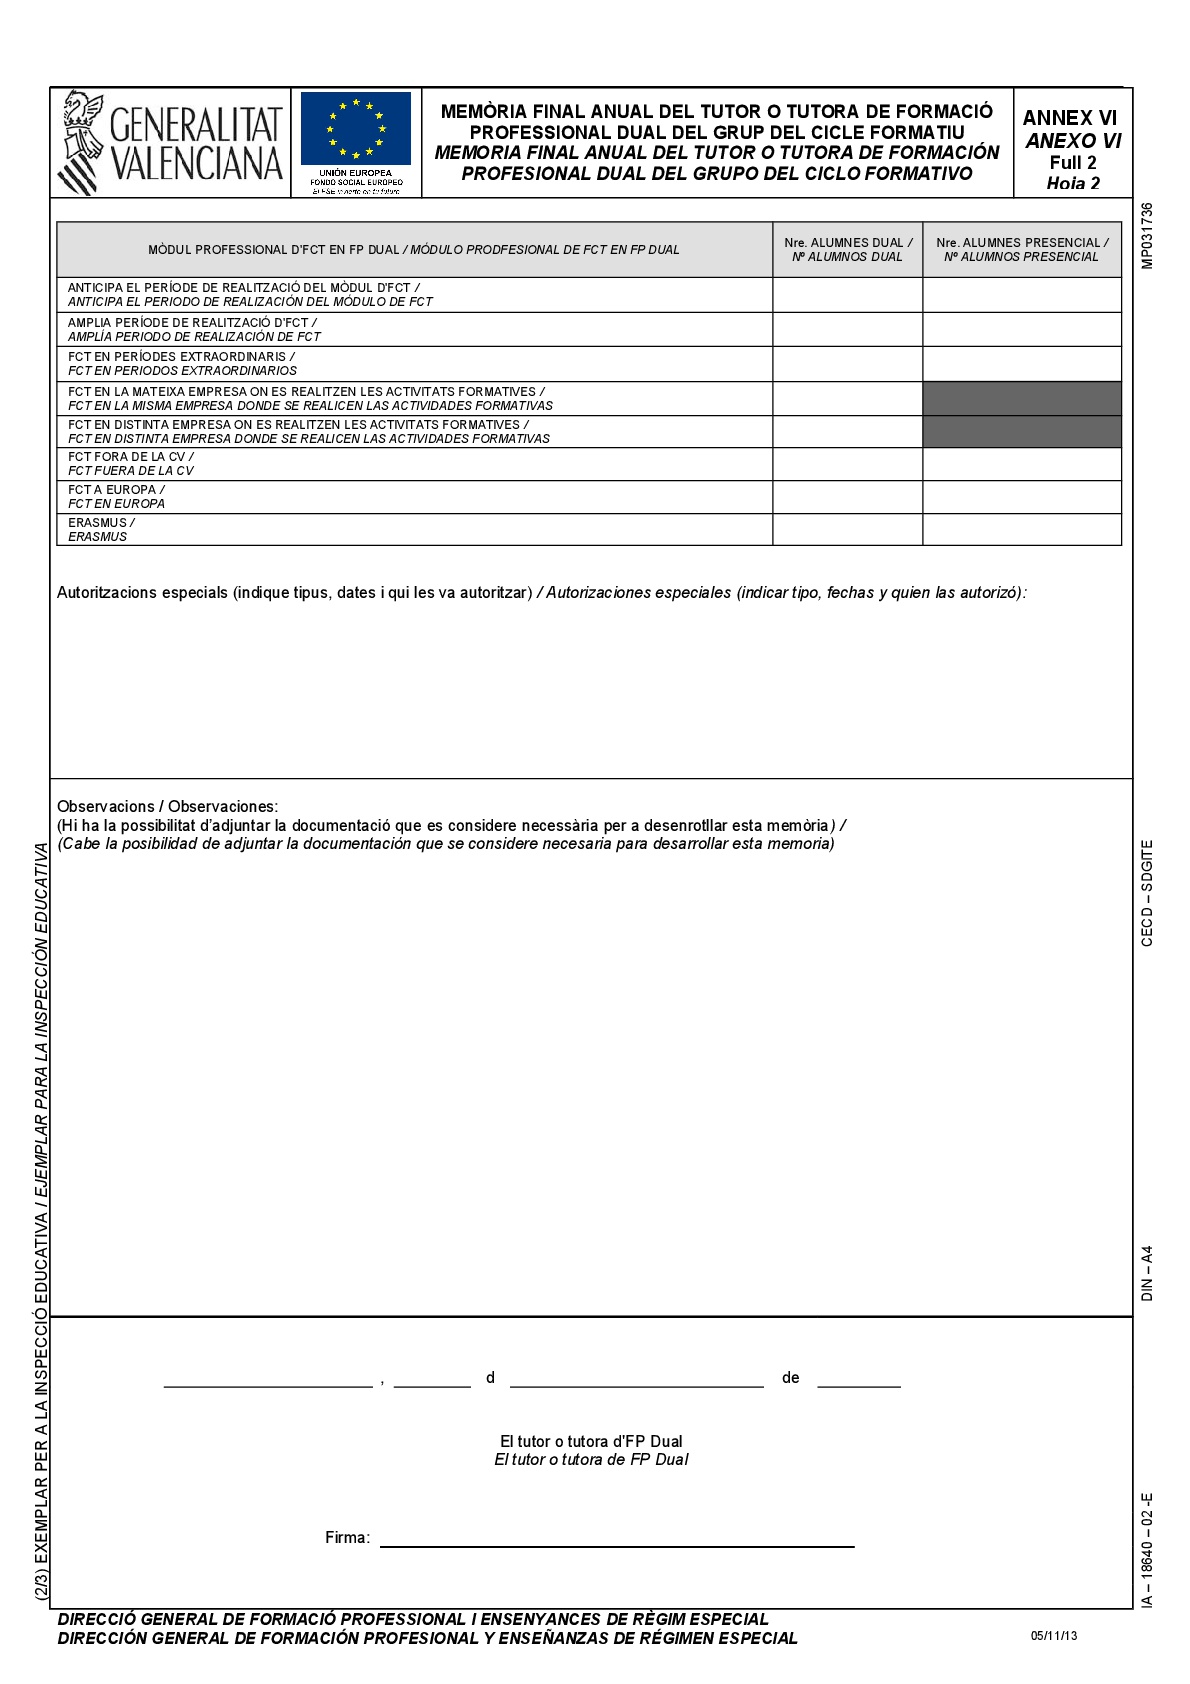 GENERALITAT
VALENCIANA
UNIÓN EUROPEA
FONDO SOCIAL EUROPEO
El FSE invierte en tu futuro
MEMÒRIA FINAL ANUAL DEL TUTOR O TUTORA DE FORMACIÓ
PROFESSIONAL DUAL DEL GRUP DEL CICLE FORMATIU
MEMORIA FINAL ANUAL DEL TUTOR O TUTORA DE FORMACIÓN
PROFESIONAL DUAL DEL GRUPO DEL CICLO FORMATIVO
ANNEX VI
ANEXO VI
Full 2
Hoja 2
MÒDUL PROFESSIONAL D'FCT EN FP DUAL / MÓDULO PRODFESIONAL DE FCT EN FP DUAL
Nre. ALUMNES DUAL /
Nº ALUMNOS DUAL
Nre. ALUMNES PRESENCIAL /
Nº ALUMNOS PRESENCIAL
ANTICIPA EL PERÍODE DE REALITZACIÓ DEL MÒDUL D'FCT /
ANTICIPA EL PERIODO DE REALIZACIÓN DEL MÓDULO DE FCT
AMPLIA PERÍODE DE REALITZACIÓ D'FCT /
AMPLÍA PERIODO DE REALIZACIÓN DE FCT
FCT EN PERÍODES EXTRAORDINARIS /
FCT EN PERIODOS EXTRAORDINARIOS
FCT EN LA MATEIXA EMPRESA ON ES REALITZEN LES ACTIVITATS FORMATIVES /
FCT EN LA MISMA EMPRESA DONDE SE REALICEN LAS ACTIVIDADES FORMATIVAS
FCT EN DISTINTA EMPRESA ON ES REALITZEN LES ACTIVITATS FORMATIVES /
FCT EN DISTINTA EMPRESA DONDE SE REALICEN LAS ACTIVIDADES FORMATIVAS
FCT FORA DE LA CV /
FCT FUERA DE LA CV
FCT A EUROPA /
FCT EN EUROPA
ERASMUS /
ERASMUS
Autoritzacions especials (indique tipus, dates i qui les va autoritzar) / Autorizaciones especiales (indicar tipo, fechas y quien las autorizó):
Observacions / Observaciones:
(Hi ha la possibilitat d'adjuntar la documentació que es considere necessària per a desenrotllar esta memòria) /
(Cabe la posibilidad de adjuntar la documentación que se considere necesaria para desarrollar esta memoria)
____________________ , _______ d ________________________ de ________
El tutor o tutora d'FP Dual
El tutor o tutora de FP Dual
Firma: ____________________
DIRECCIÓ GENERAL DE FORMACIÓ PROFESSIONAL I ENSENYANCES DE RÈGIM ESPECIAL
DIRECCIÓN GENERAL DE FORMACIÓN PROFESIONAL Y ENSEÑANZAS DE RÉGIMEN ESPECIAL
05/11/13
(2/3) EXEMPLAR PER A LA INSPECCIÓ EDUCATIVA / EJEMPLAR PARA LA INSPECCIÓN EDUCATIVA
MP031736
CECD – SDGITE
DIN – A4
IA – 18640 – 02 -E